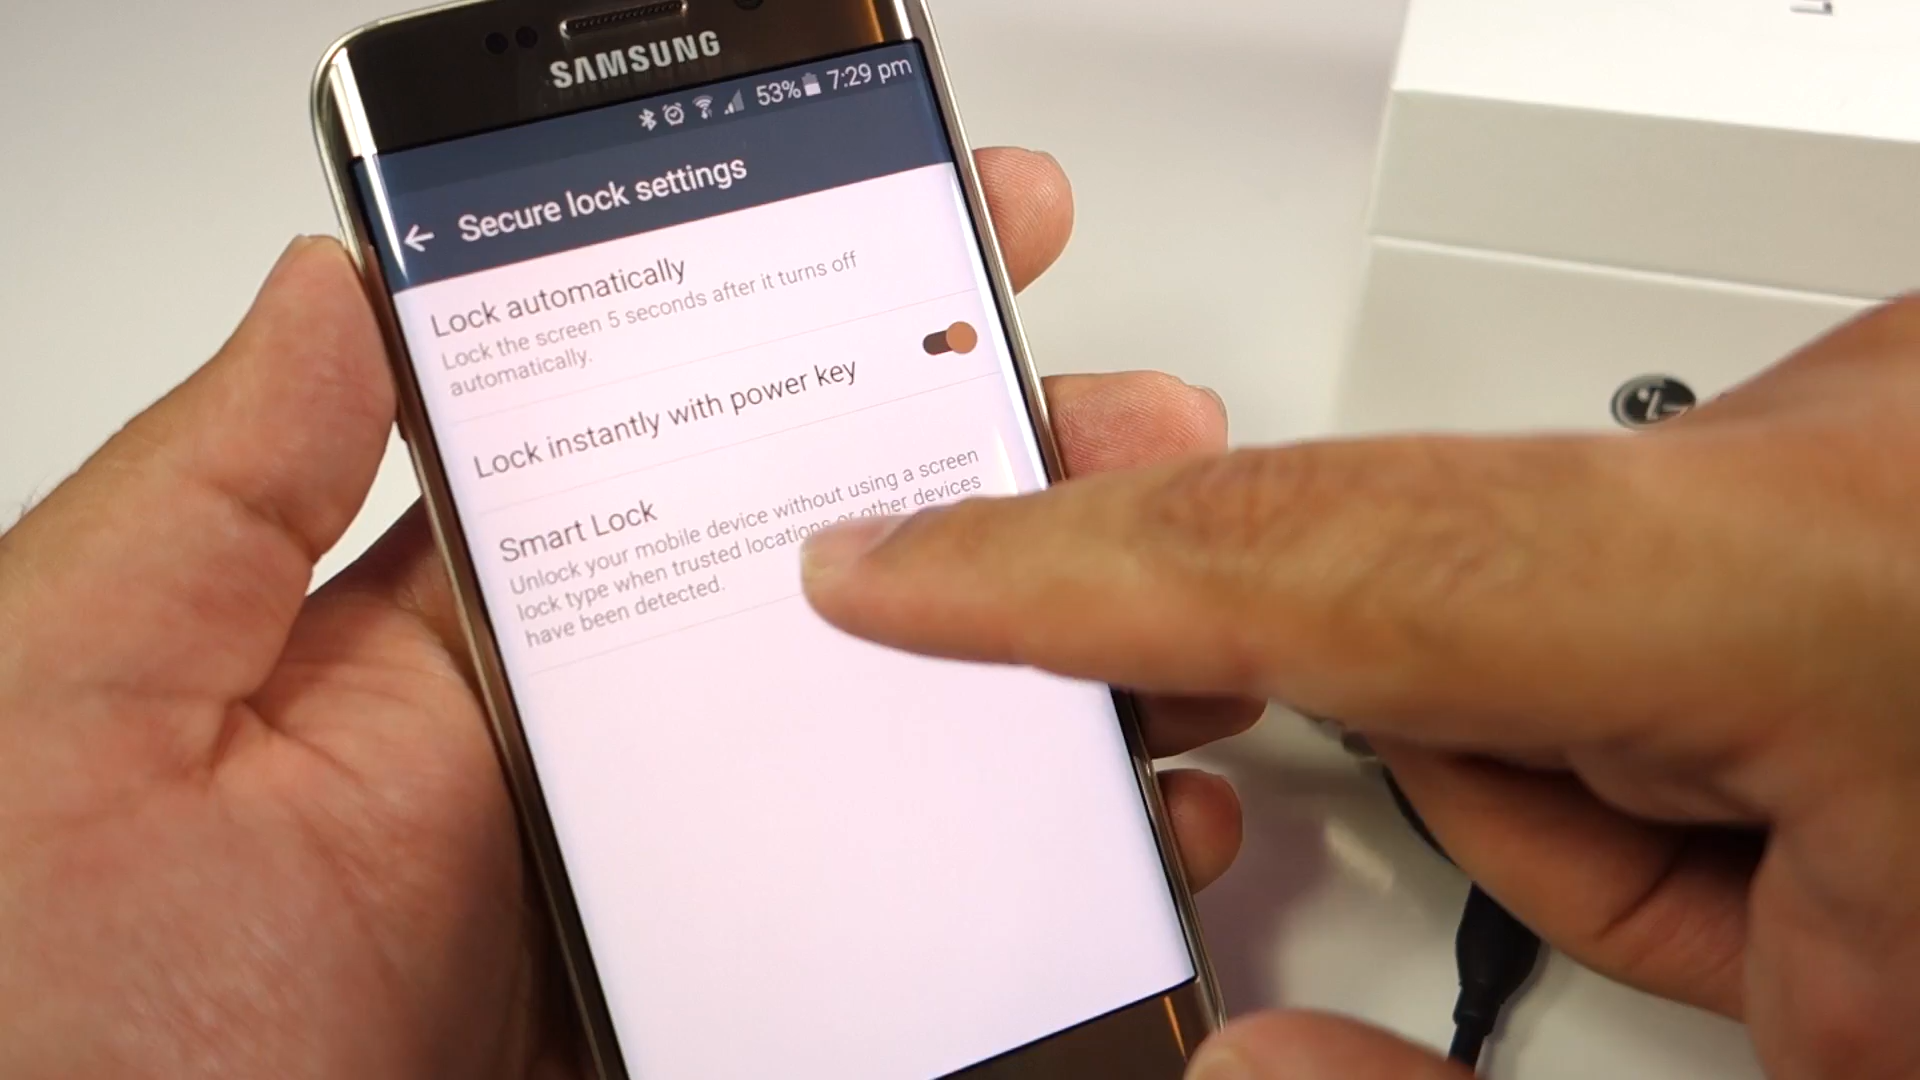 SAMSUNG
53% 7:29 pm
Secure lock settings
Lock automatically
Lock the screen 5 seconds after it turns off
automatically.
Lock instantly with power key
Smart Lock
Unlock your mobile device without using a screen
lock type when trusted locations or other devices
have been detected.